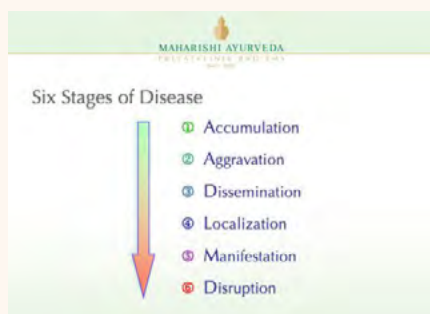 MAHARISHI AYURVEDA
Six Stages of Disease
① Accumulation
② Aggravation
③ Dissemination
④ Localization
⑤ Manifestation
⑥ Disruption